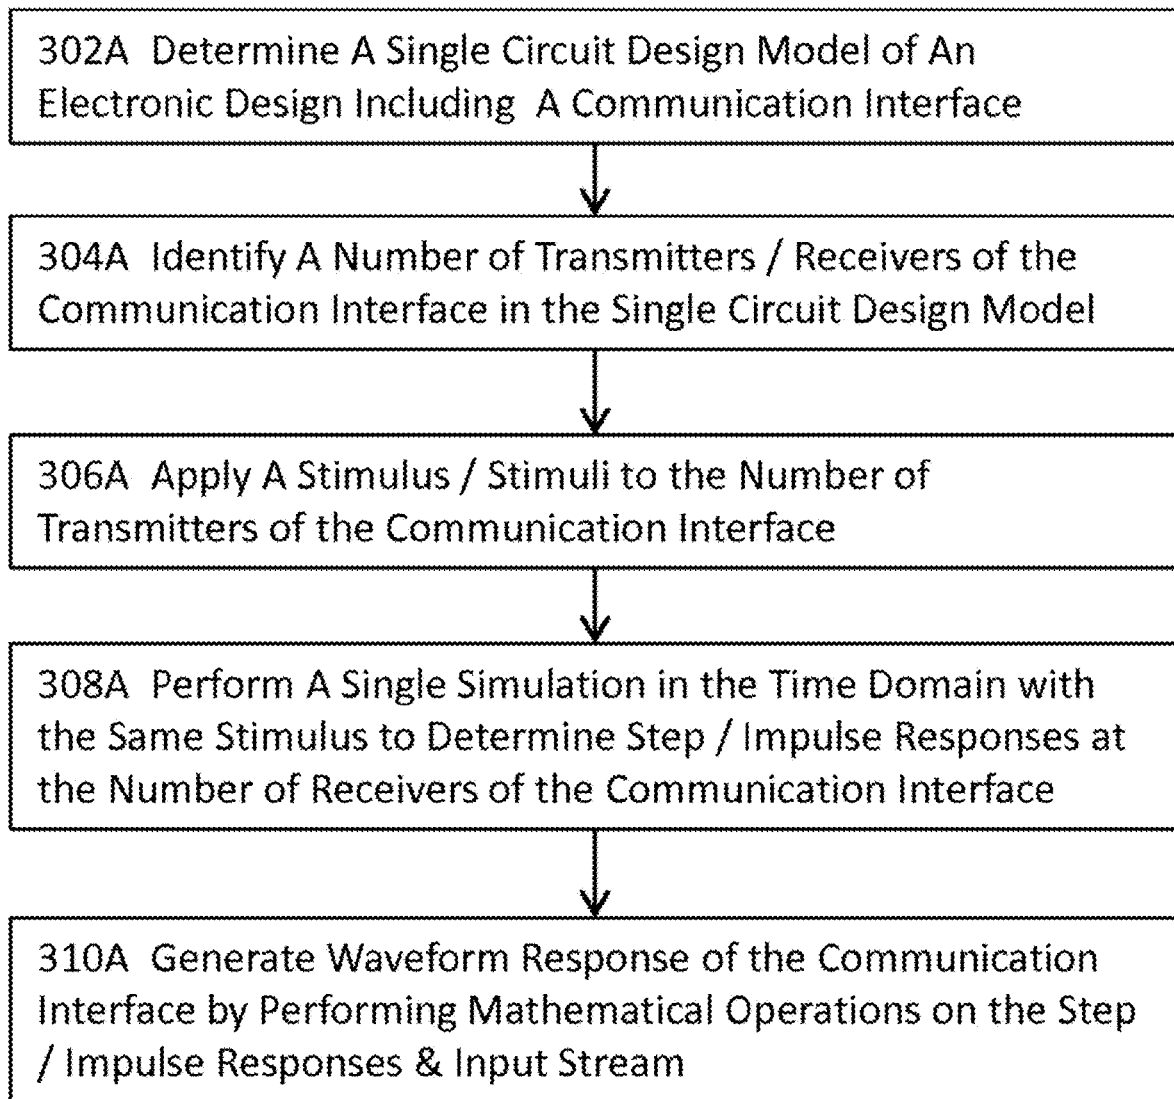 302A Determine A Single Circuit Design Model of An
Electronic Design Including A Communication Interface
304A Identify A Number of Transmitters / Receivers of the
Communication Interface in the Single Circuit Design Model
306A Apply A Stimulus / Stimuli to the Number of
Transmitters of the Communication Interface
308A Perform A Single Simulation in the Time Domain with
the Same Stimulus to Determine Step / Impulse Responses at
the Number of Receivers of the Communication Interface
310A Generate Waveform Response of the Communication
Interface by Performing Mathematical Operations on the Step
/ Impulse Responses & Input Stream